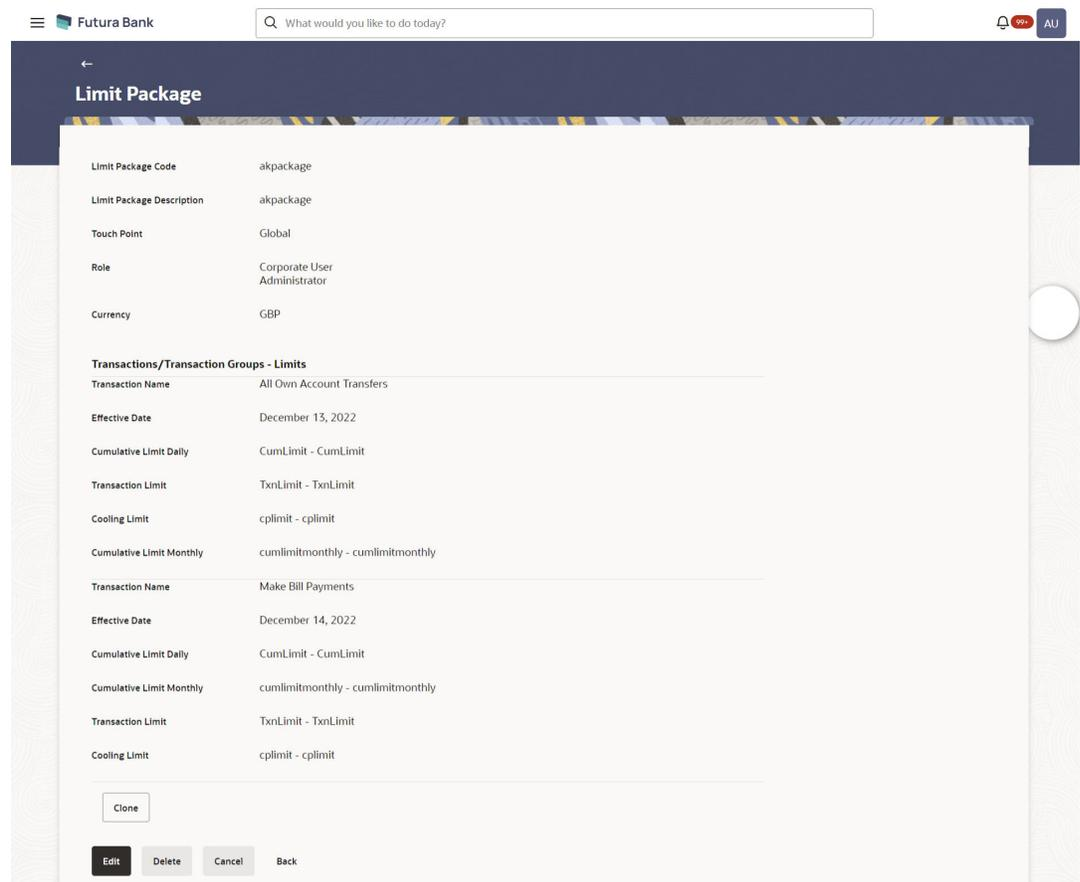 Futura Bank
What would you like to do today?
99+
AU
Limit Package
Limit Package Code akpackage
Limit Package Description akpackage
Touch Point Global
Role Corporate User
Administrator
Currency GBP
Transactions/Transaction Groups - Limits
Transaction Name All Own Account Transfers
Effective Date December 13, 2022
Cumulative Limit Daily CumLimit - CumLimit
Transaction Limit TxnLimit - TxnLimit
Cooling Limit cplimit - cplimit
Cumulative Limit Monthly cumlimitmonthly - cumlimitmonthly
Transaction Name Make Bill Payments
Effective Date December 14, 2022
Cumulative Limit Daily CumLimit - CumLimit
Cumulative Limit Monthly cumlimitmonthly - cumlimitmonthly
Transaction Limit TxnLimit - TxnLimit
Cooling Limit cplimit - cplimit
Clone
Edit Delete Cancel Back